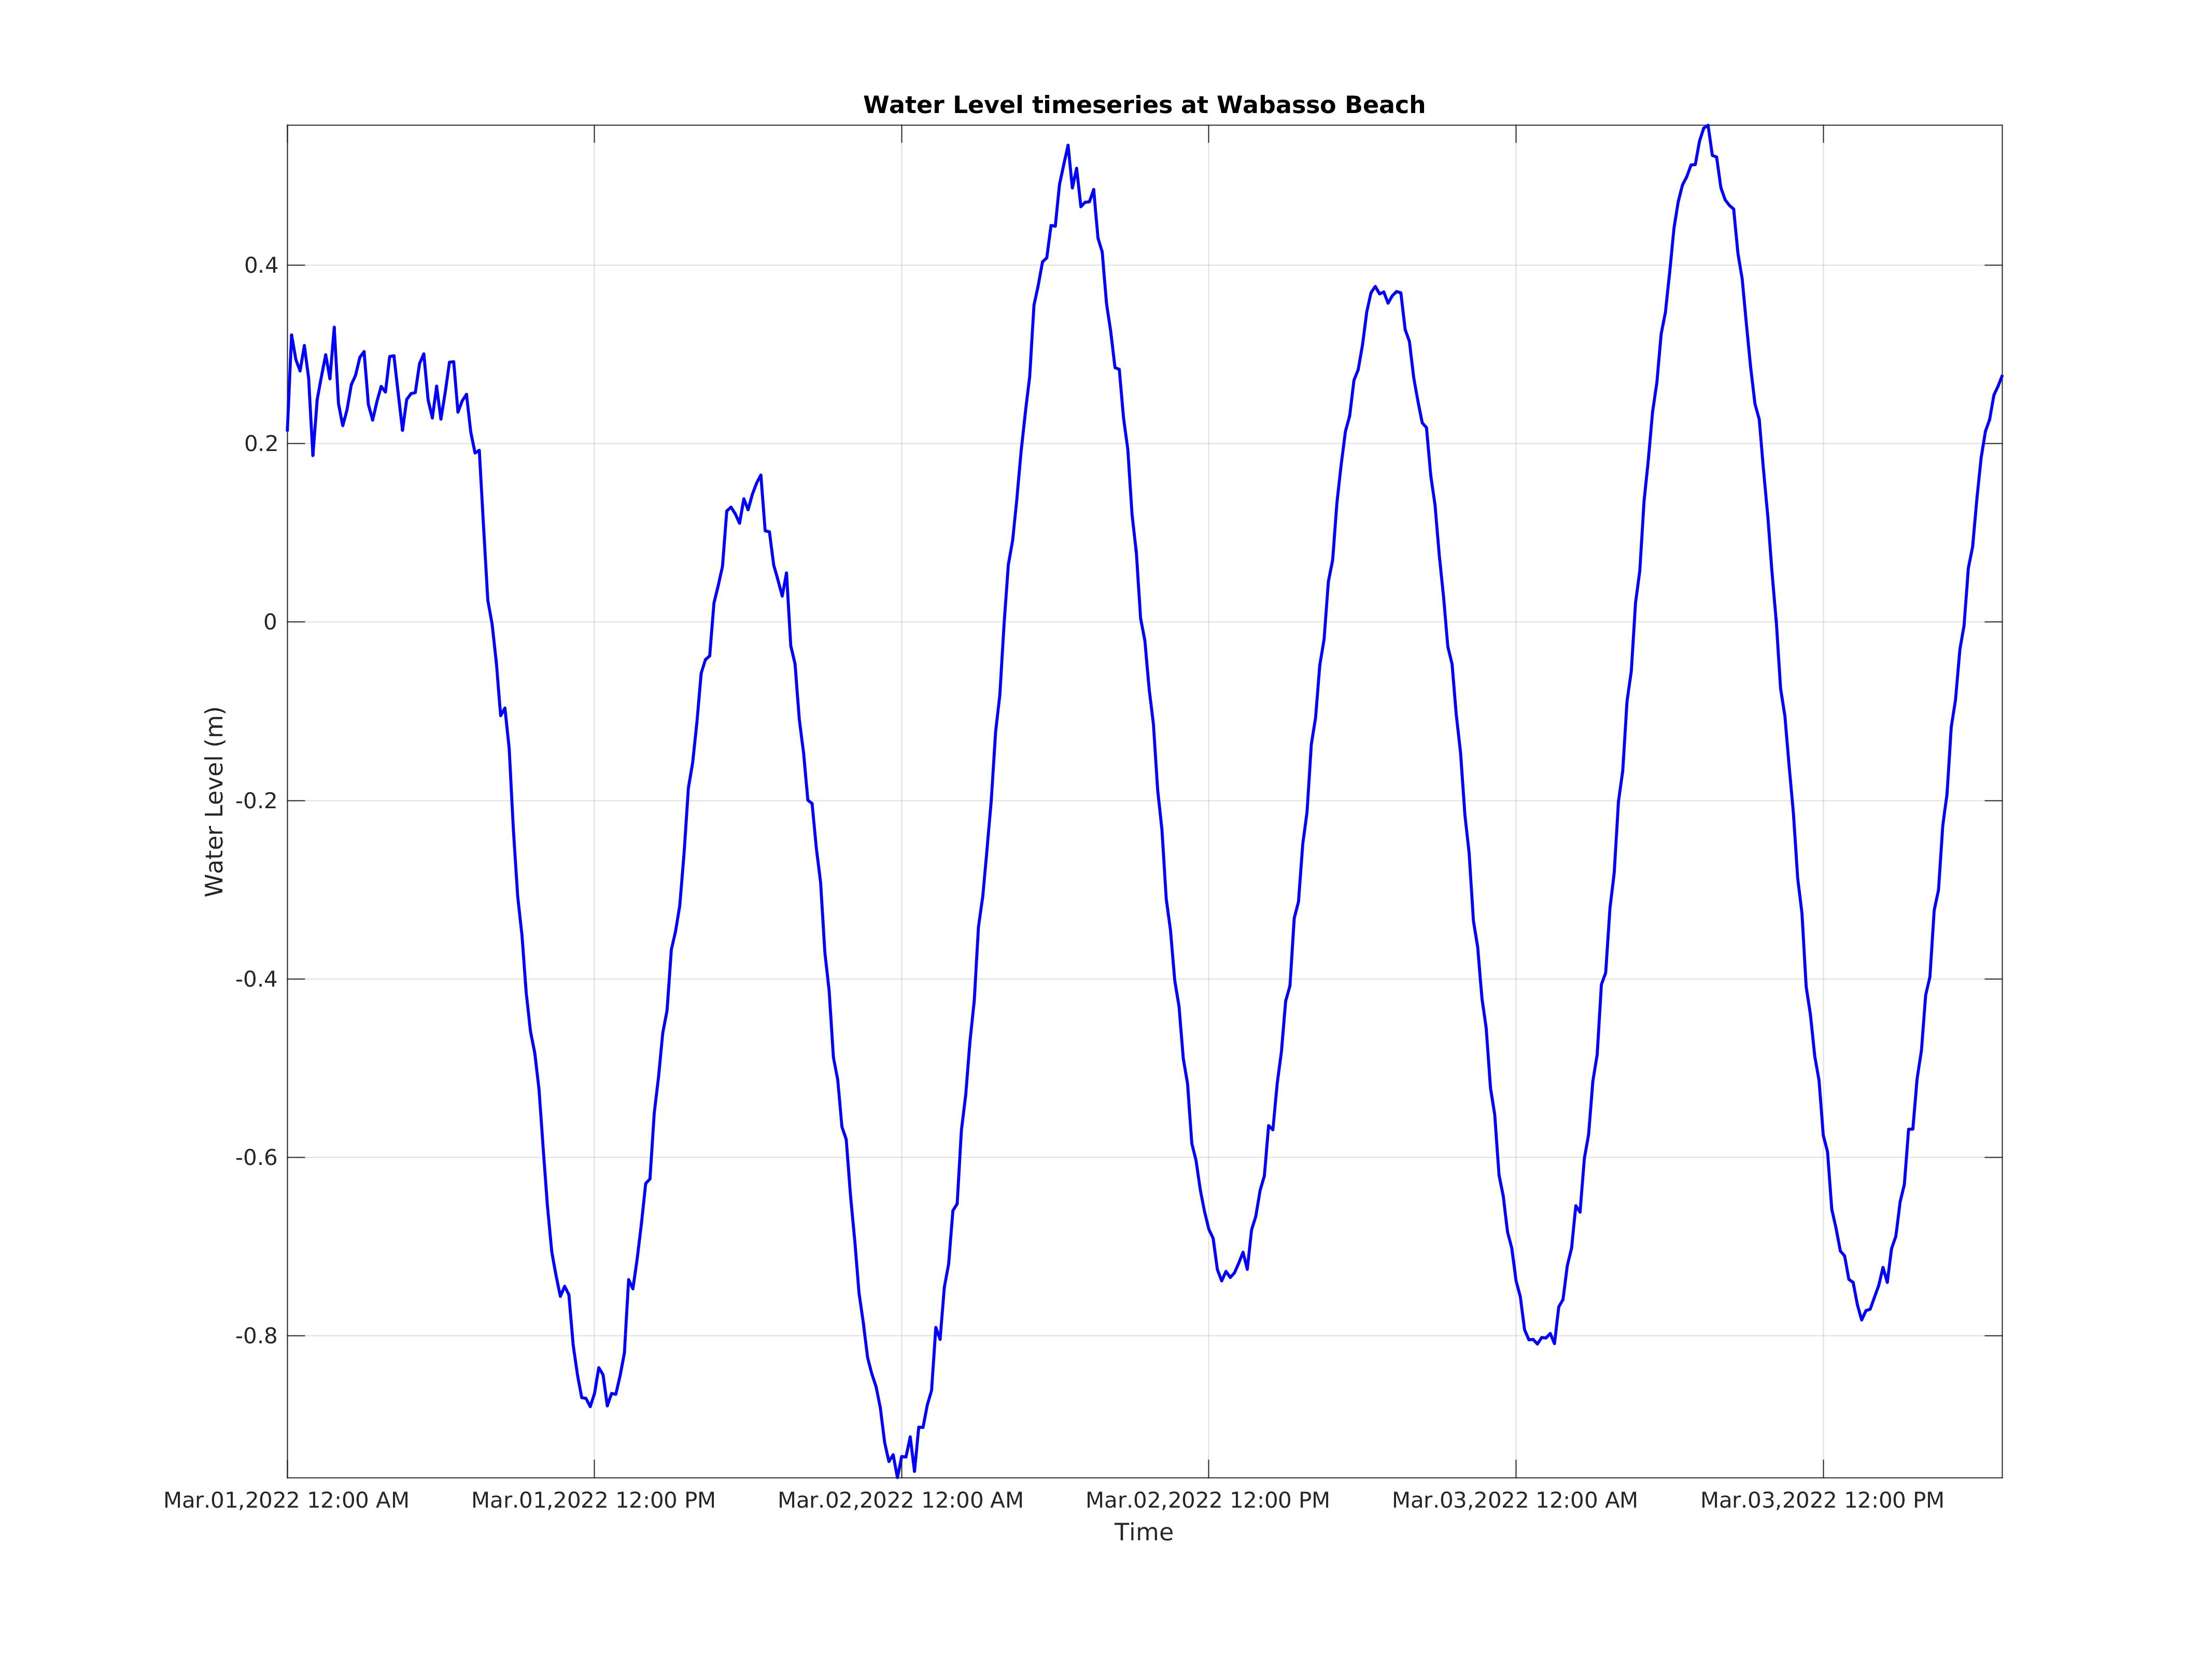 Water Level timeseries at Wabasso Beach
Water Level (m)
0.4
0.2
0
-0.2
-0.4
-0.6
-0.8
Mar.01,2022 12:00 AM Mar.01,2022 12:00 PM Mar.02,2022 12:00 AM Mar.02,2022 12:00 PM Mar.03,2022 12:00 AM Mar.03,2022 12:00 PM
Time